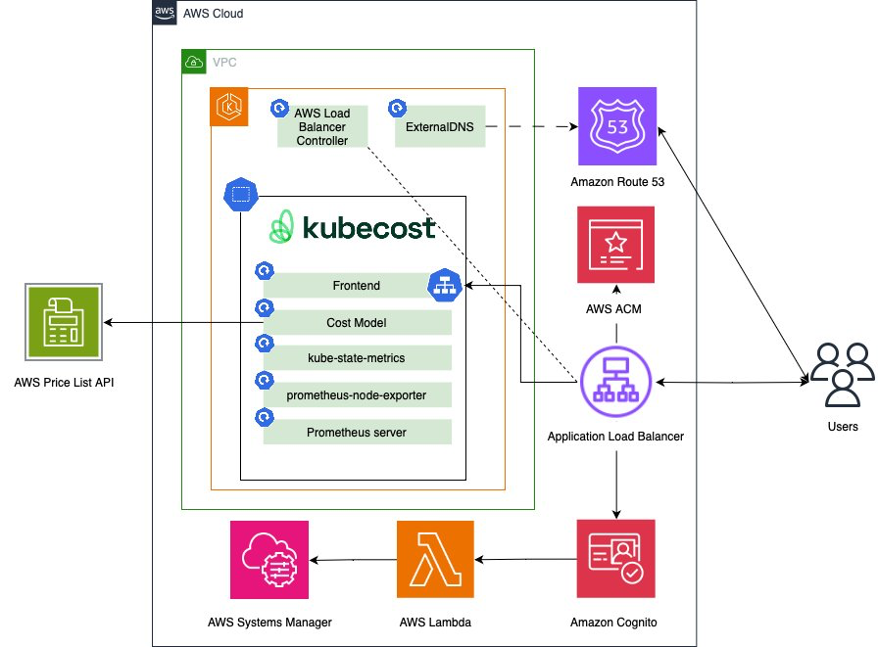 aws
AWS Cloud
VPC
K
AWS Load
Balancer
Controller
ExternalDNS
53
Amazon Route 53
kubecost
Frontend
AWS ACM
Cost Model
kube-state-metrics
AWS Price List API
prometheus-node-exporter
Users
Application Load Balancer
Prometheus server
AWS Systems Manager
AWS Lambda
Amazon Cognito